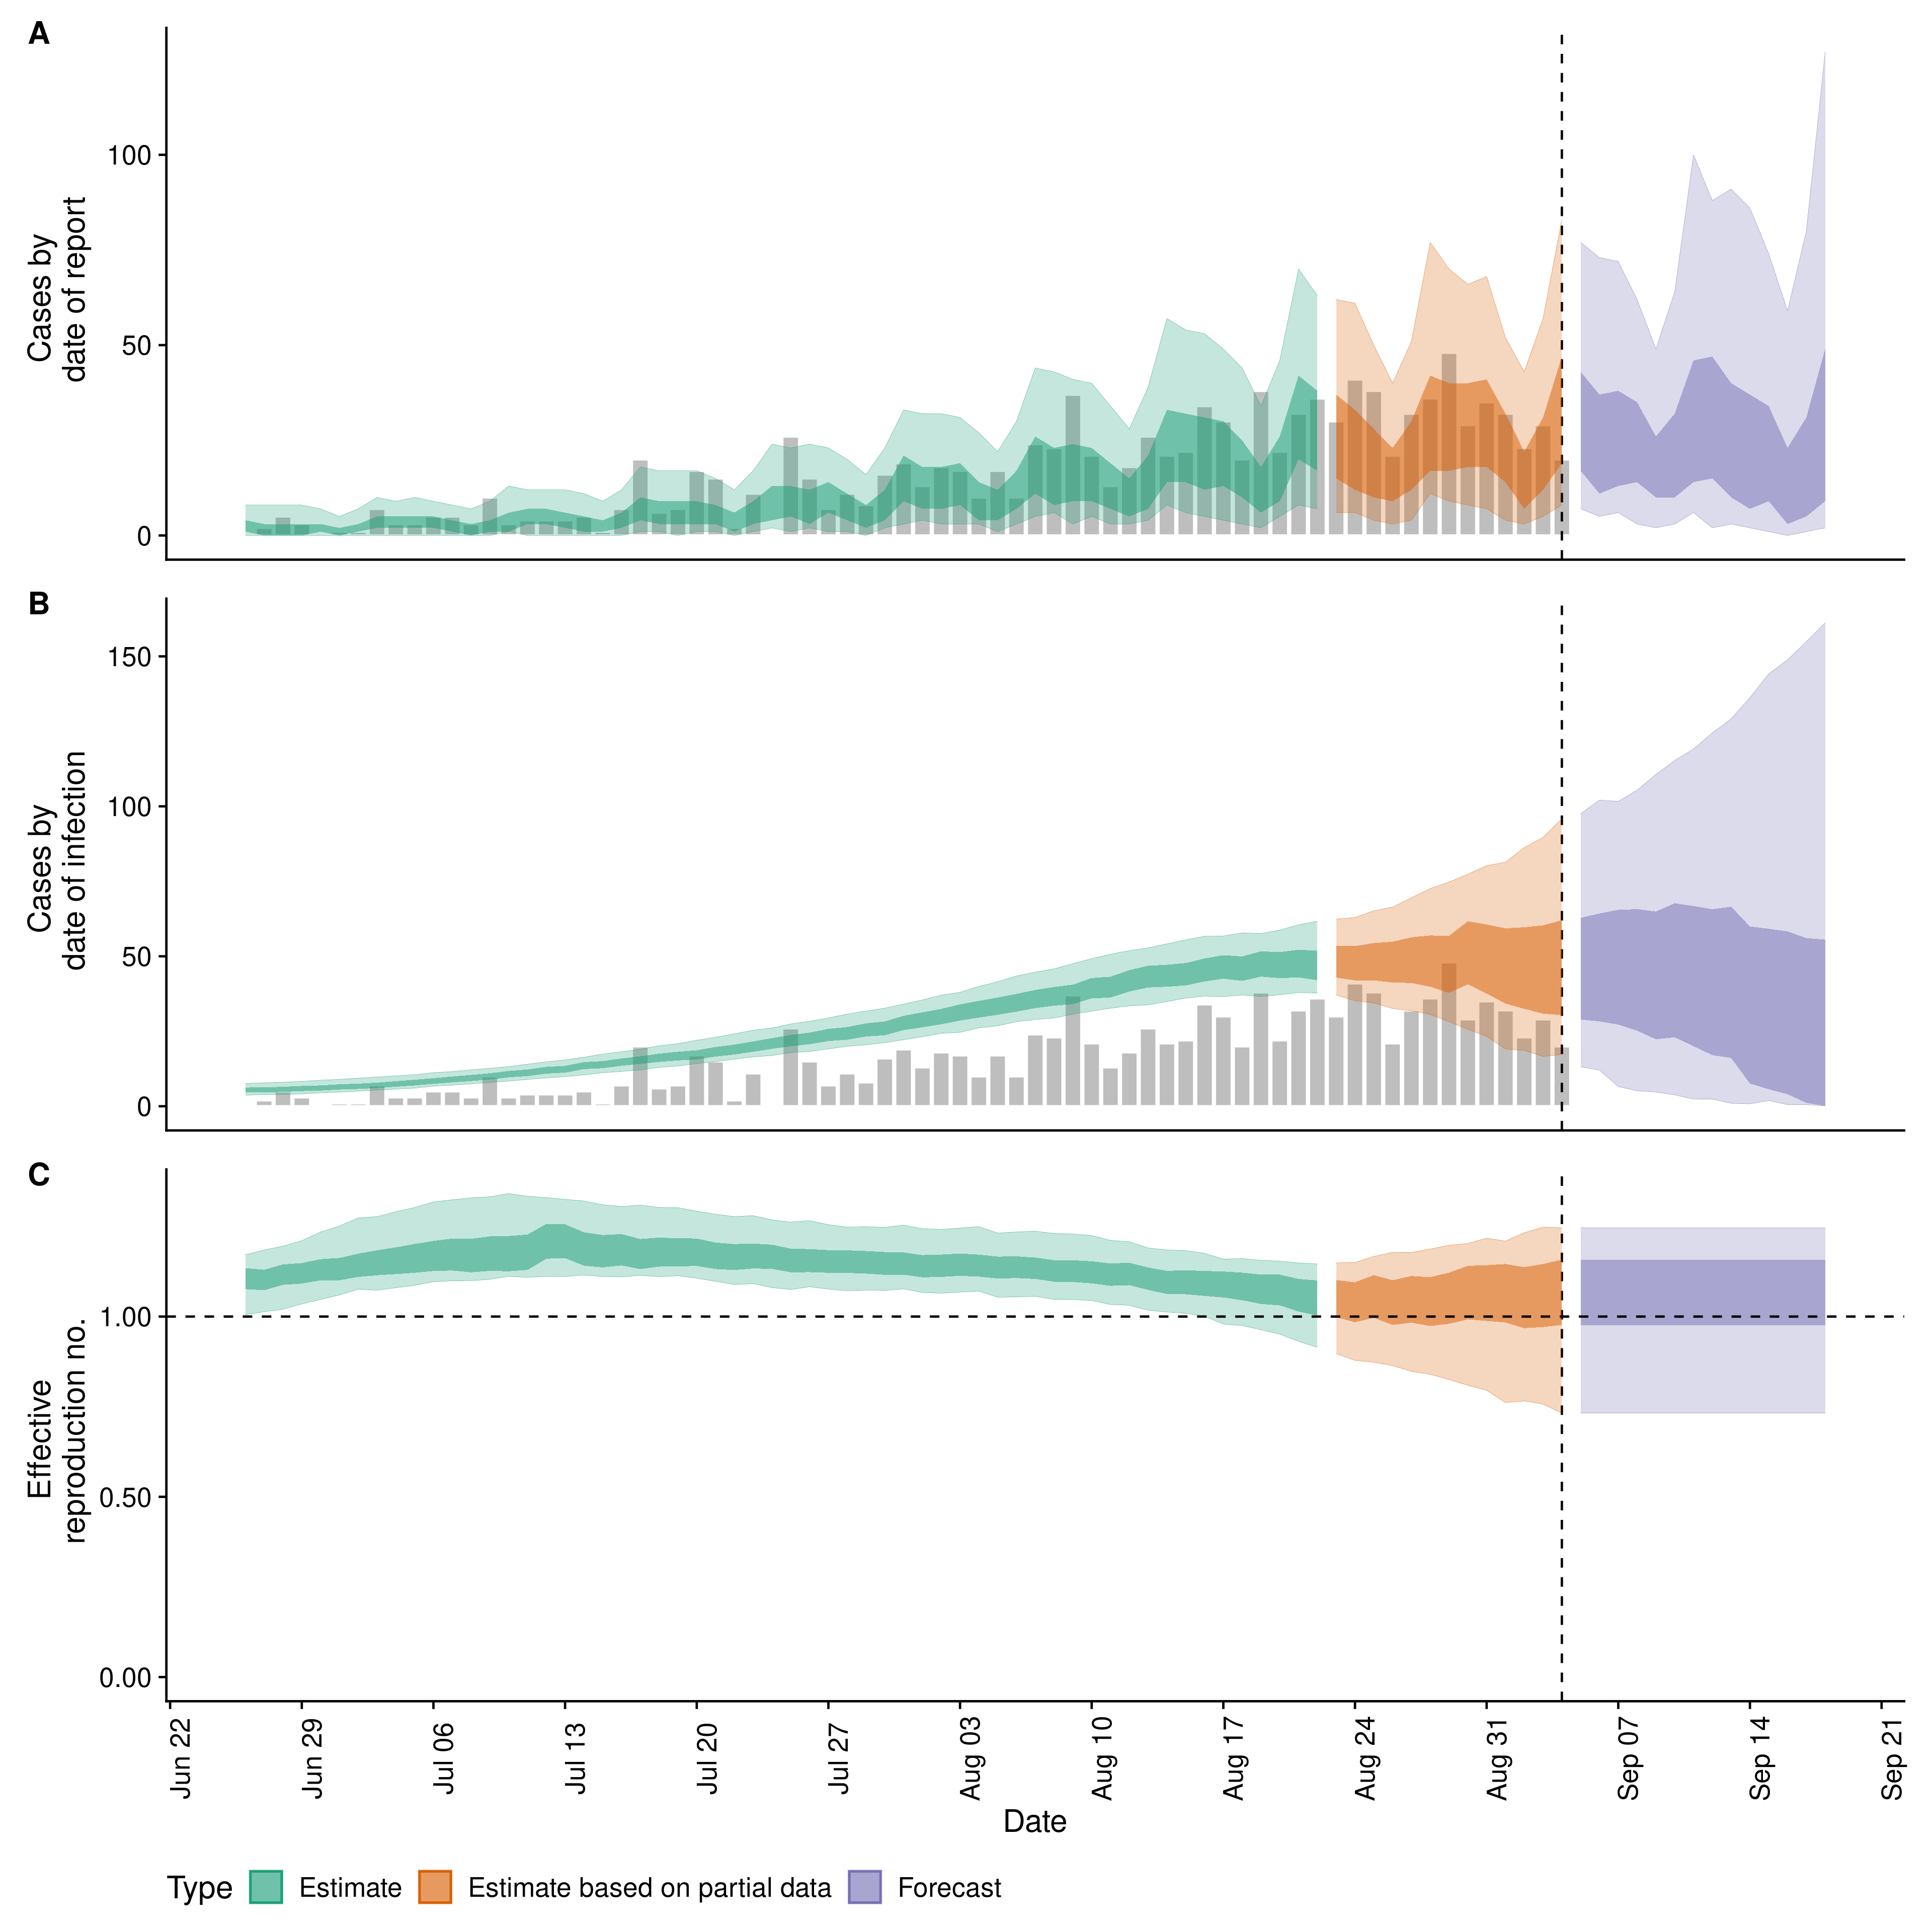 A
Cases by
date of report
100
50
0
B
Cases by
date of infection
150
100
50
0
C
Effective
reproduction no.
1.00
0.50
0.00
Jun 22
Jun 29
Jul 06
Jul 13
Jul 20
Jul 27
Aug 03
Aug 10
Aug 17
Aug 24
Aug 31
Sep 07
Sep 14
Sep 21
Date
Type Estimate Estimate based on partial data Forecast